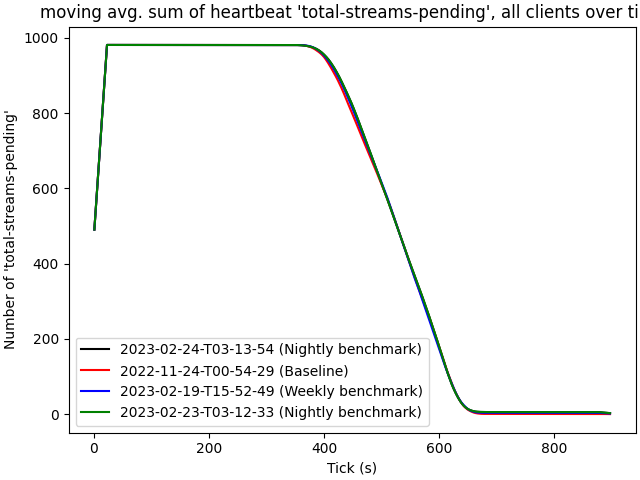 moving avg. sum of heartbeat 'total-streams-pending', all clients over ti
Number of 'total-streams-pending'
1000
800
600
400
200
0
2023-02-24-T03-13-54 (Nightly benchmark)
2022-11-24-T00-54-29 (Baseline)
2023-02-19-T15-52-49 (Weekly benchmark)
2023-02-23-T03-12-33 (Nightly benchmark)
0 200 400 600 800
Tick (s)